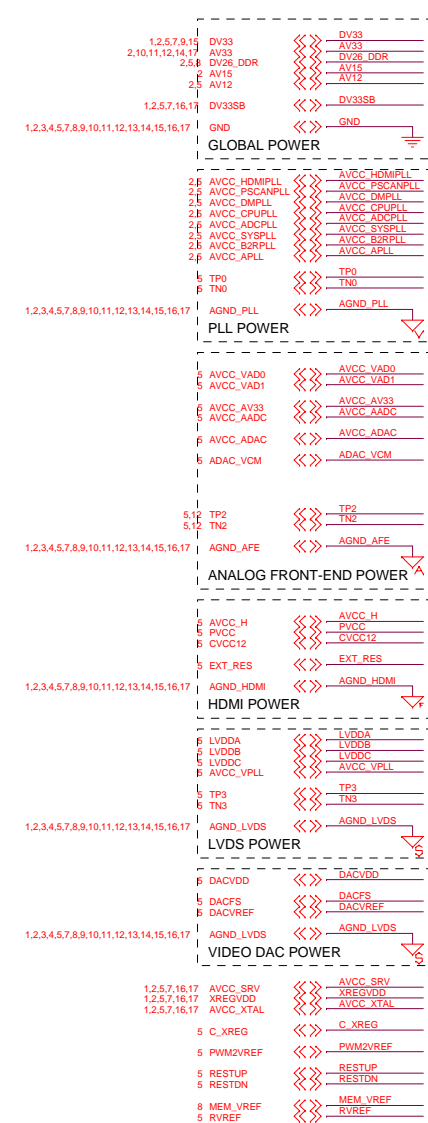 1,2,5,7,9,15 DV33 DV33
2,10,11,12,14,17 AV33 AV33
2,5,8 DV26_DDR DV26_DDR
2 AV15 AV15
2,5 AV12 AV12
1,2,5,7,16,17 DV33SB DV33SB
1,2,3,4,5,7,8,9,10,11,12,13,14,15,16,17 GND GND
GLOBAL POWER
2,5 AVCC_HDMIPLL AVCC_HDMIPLL
2,5 AVCC_PSCANPLL AVCC_PSCANPLL
2,5 AVCC_DMPLL AVCC_DMPLL
2,5 AVCC_CPUPLL AVCC_CPUPLL
2,5 AVCC_ADCPLL AVCC_ADCPLL
2,5 AVCC_SYSPLL AVCC_SYSPLL
2,5 AVCC_B2RPLL AVCC_B2RPLL
2,5 AVCC_APLL AVCC_APLL
5 TP0 TP0
5 TN0 TN0
1,2,3,4,5,7,8,9,10,11,12,13,14,15,16,17 AGND_PLL AGND_PLL
PLL POWER
5 AVCC_VAD0 AVCC_VAD0
5 AVCC_VAD1 AVCC_VAD1
5 AVCC_AV33 AVCC_AV33
5 AVCC_AADC AVCC_AADC
5 AVCC_ADAC AVCC_ADAC
5 ADAC_VCM ADAC_VCM
5,12 TP2 TP2
5,12 TN2 TN2
1,2,3,4,5,7,8,9,10,11,12,13,14,15,16,17 AGND_AFE AGND_AFE
A
ANALOG FRONT-END POWER
5 AVCC_H AVCC_H
5 PVCC PVCC
5 CVCC12 CVCC12
5 EXT_RES EXT_RES
1,2,3,4,5,7,8,9,10,11,12,13,14,15,16,17 AGND_HDMI AGND_HDMI
HDMI POWER
5 LVDDA LVDDA
5 LVDDB LVDDB
5 LVDDC LVDDC
5 AVCC_VPLL AVCC_VPLL
5 TP3 TP3
5 TN3 TN3
1,2,3,4,5,7,8,9,10,11,12,13,14,15,16,17 AGND_LVDS AGND_LVDS
S
LVDS POWER
5 DACVDD DACVDD
5 DACFS DACFS
5 DACVREF DACVREF
1,2,3,4,5,7,8,9,10,11,12,13,14,15,16,17 AGND_LVDS AGND_LVDS
S
VIDEO DAC POWER
1,2,5,7,16,17 AVCC_SRV AVCC_SRV
1,2,5,7,16,17 XREGVDD XREGVDD
1,2,5,7,16,17 AVCC_XTAL AVCC_XTAL
5 C_XREG C_XREG
5 PWM2VREF PWM2VREF
5 RESTUP RESTUP
5 RESTDN RESTDN
8 MEM_VREF MEM_VREF
5 RVREF RVREF